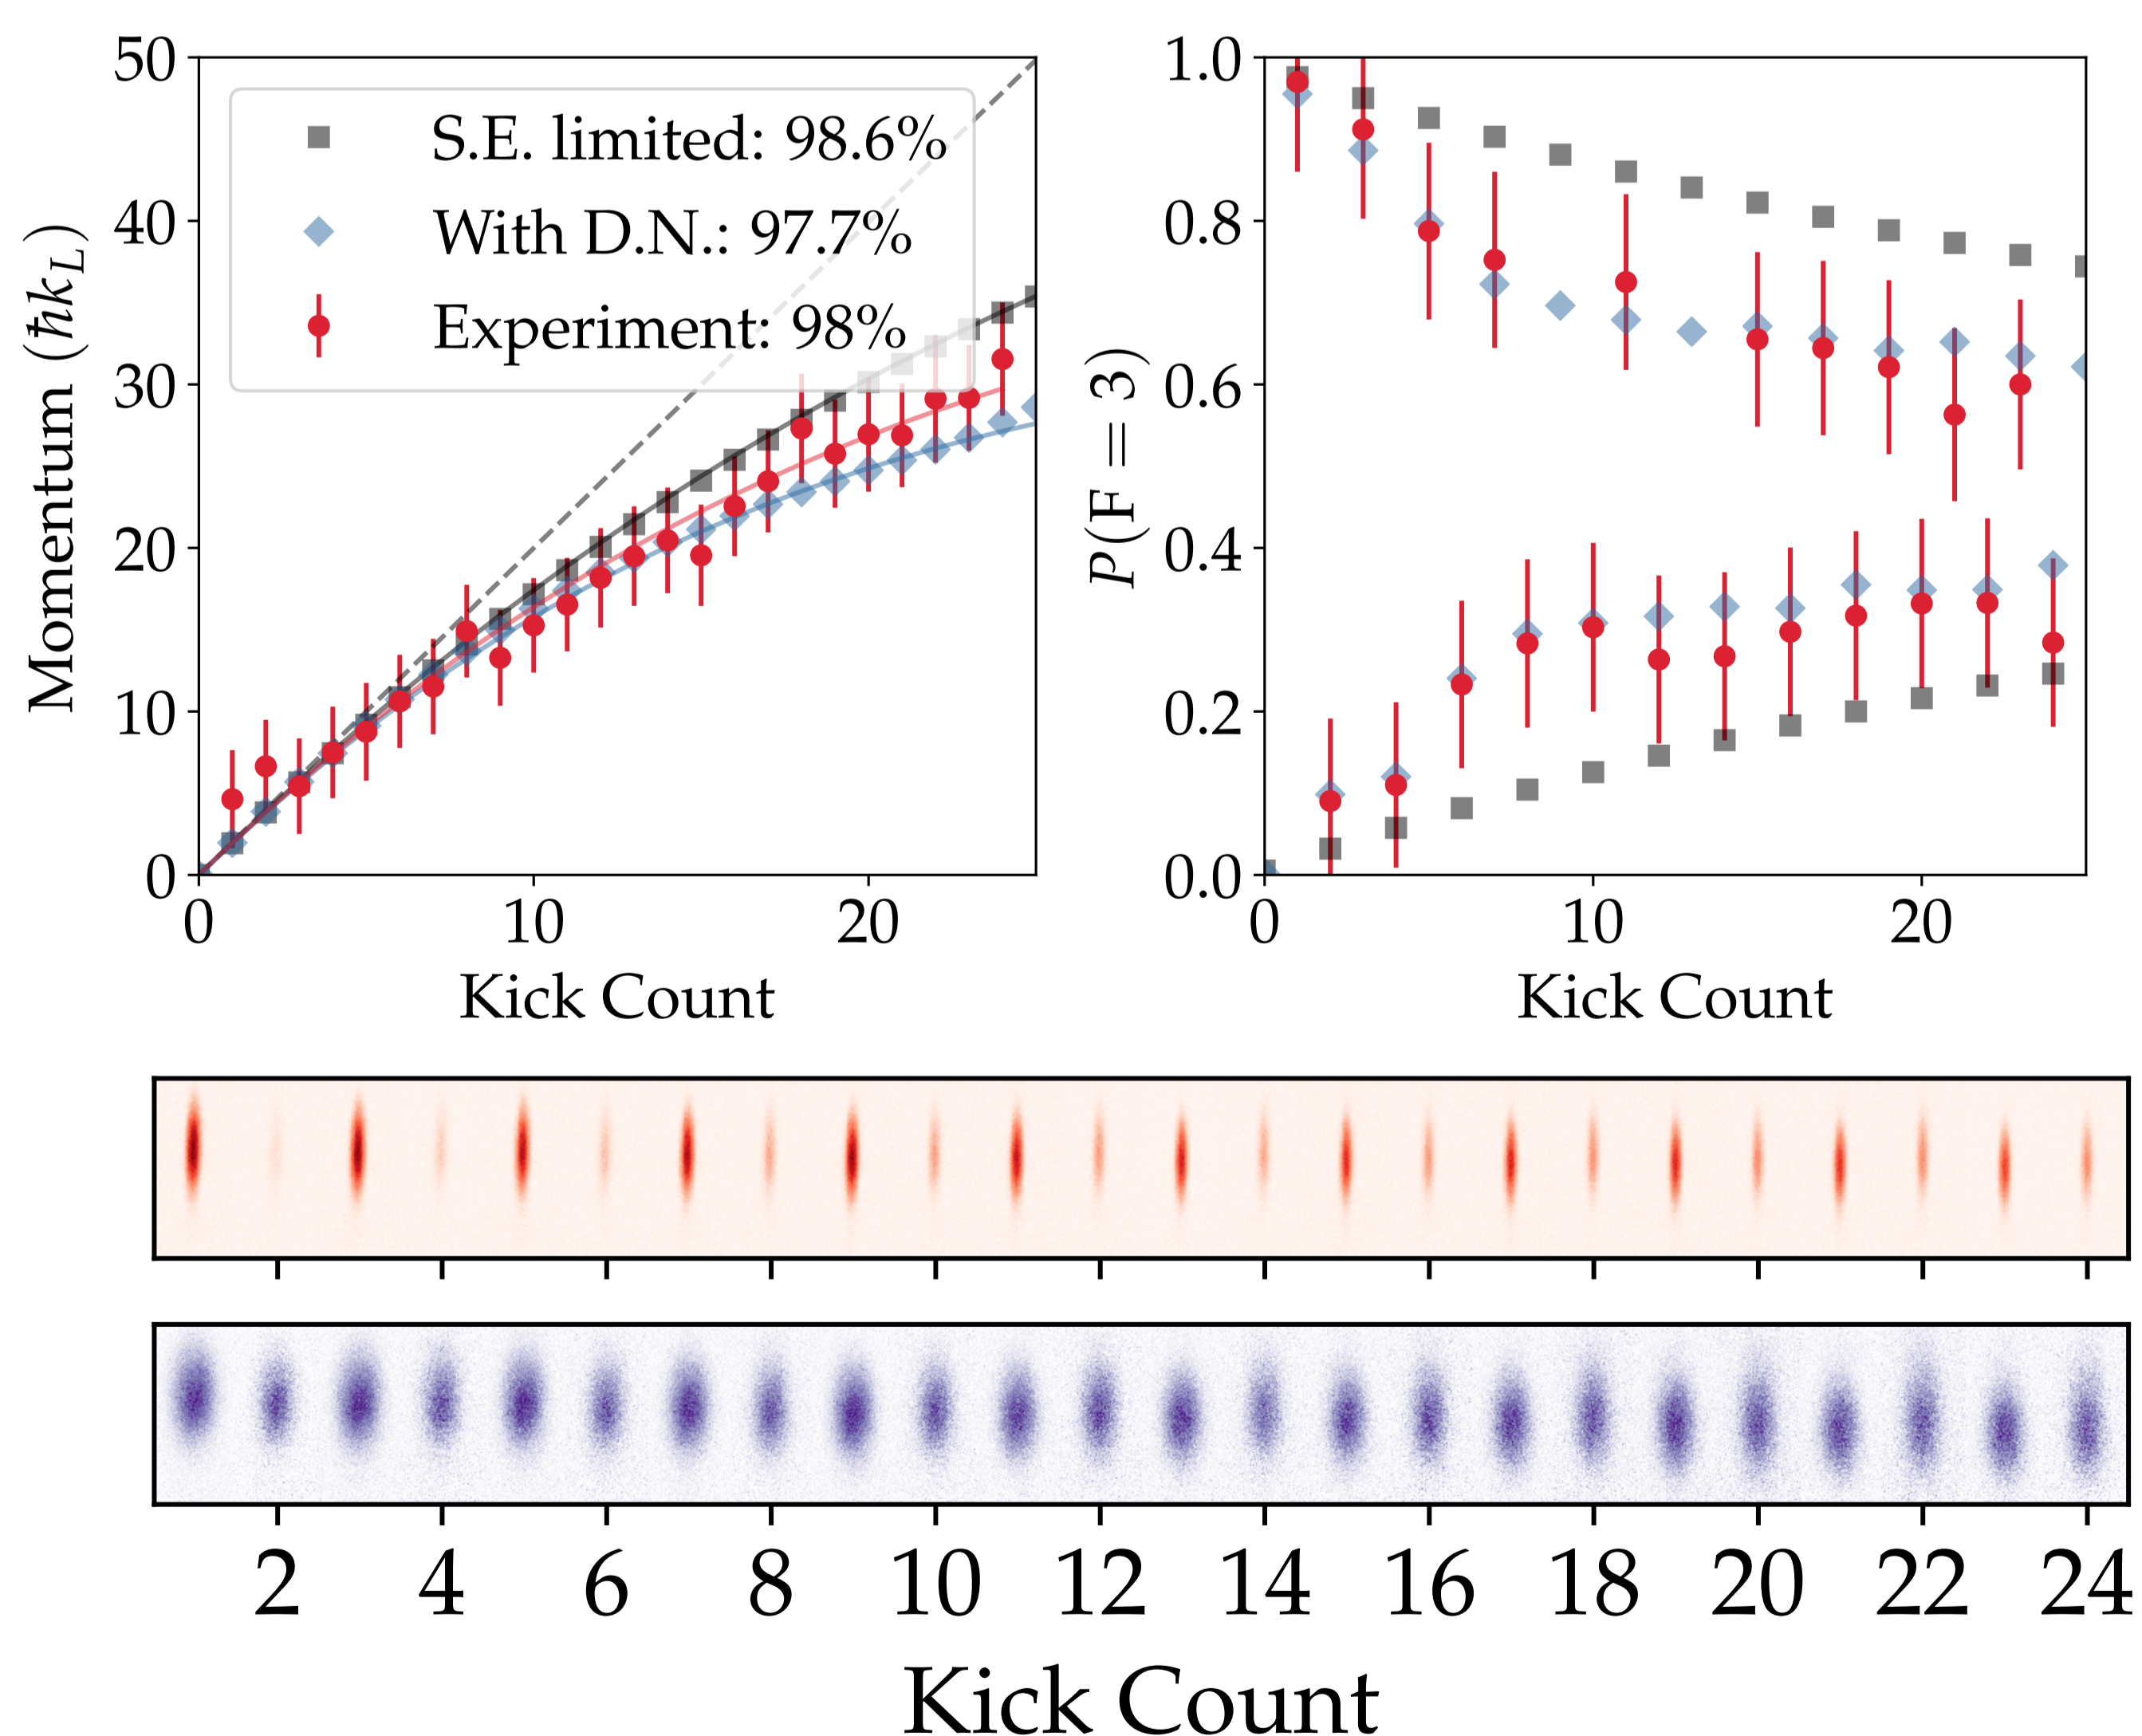 50
40
30
20
10
0
Momentum (ħk_L)
S.E. limited: 98.6%
With D.N.: 97.7%
Experiment: 98%
0 10 20
Kick Count
1.0
0.8
0.6
0.4
0.2
0.0
P(F = 3)
0 10 20
Kick Count
2 4 6 8 10 12 14 16 18 20 22 24
Kick Count